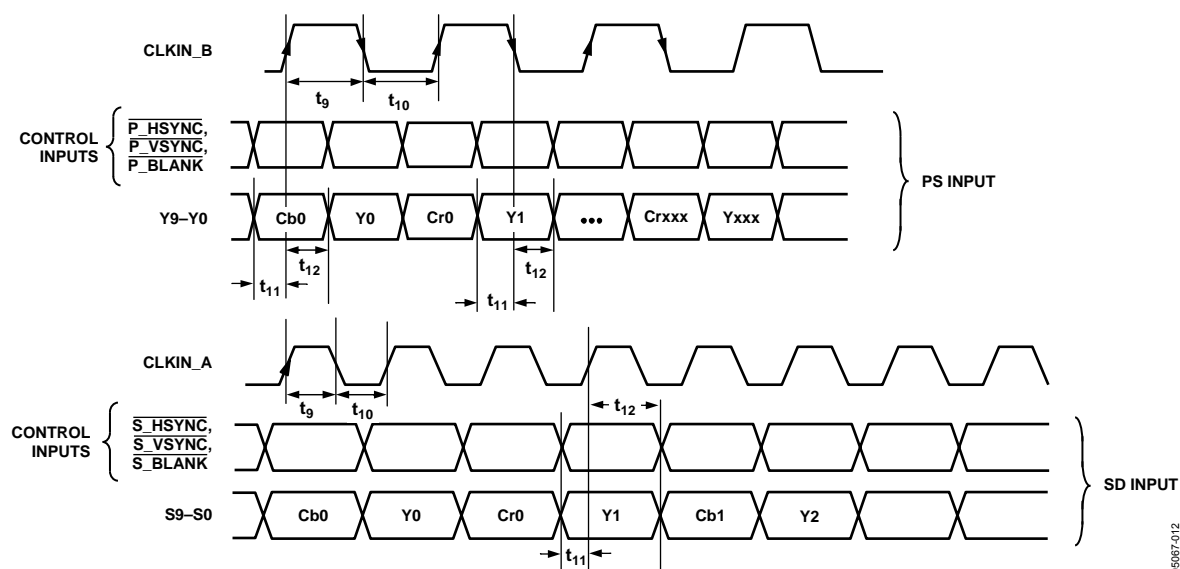 CLKIN_B
t9
t10
CONTROL
INPUTS
P_HSYNC,
P_VSYNC,
P_BLANK
PS INPUT
Y9–Y0
Cb0
Y0
Cr0
Y1
•••
Crxxx
Yxxx
t12
t12
t11
t11
CLKIN_A
t9
t10
t12
CONTROL
INPUTS
S_HSYNC,
S_VSYNC,
S_BLANK
SD INPUT
S9–S0
Cb0
Y0
Cr0
Y1
Cb1
Y2
t11